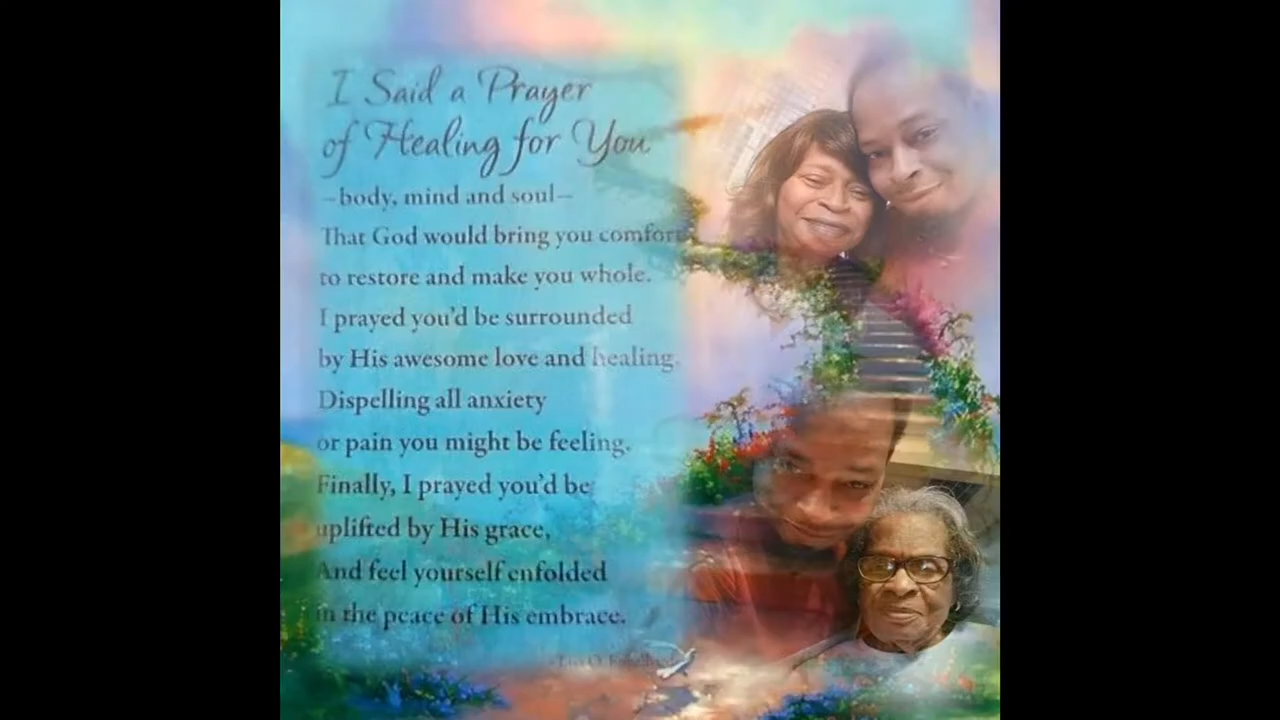 I Said a Prayer
of Healing for You
–body, mind and soul–
That God would bring you comfort
to restore and make you whole.
I prayed you'd be surrounded
by His awesome love and healing.
Dispelling all anxiety
or pain you might be feeling.
Finally, I prayed you'd be
uplifted by His grace,
And feel yourself enfolded
in the peace of His embrace.